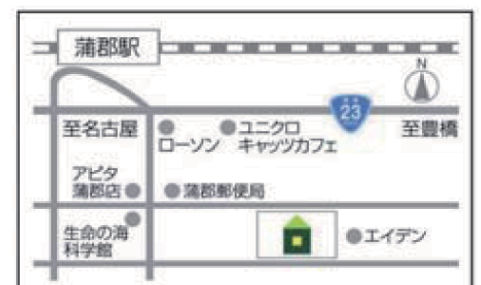 蒲郡駅
N
23
至名古屋
ローソン
ユニクロ
キャッツカフェ
至豊橋
アピタ
蒲郡店
蒲郡郵便局
生命の海
科学館
エイデン